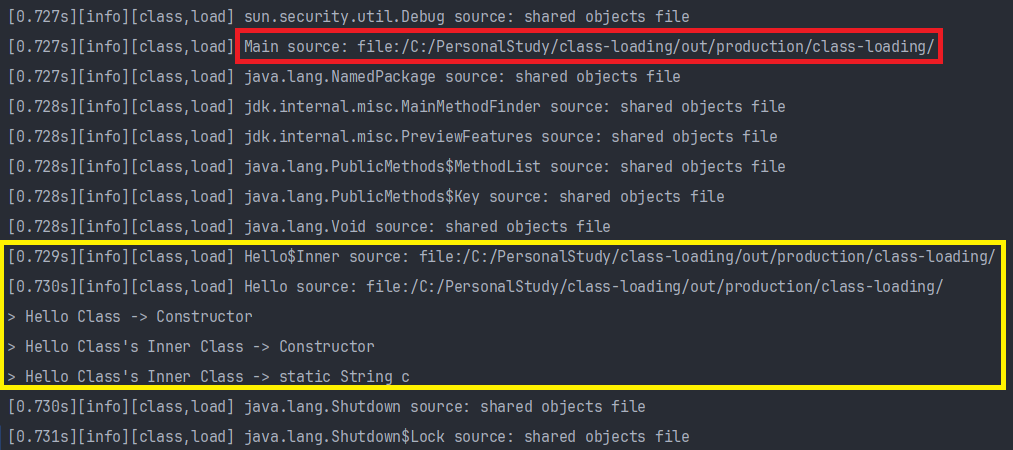 [0.727s][info][class,load] sun.security.util.Debug source: shared objects file
[0.727s][info][class,load] Main source: file:/C:/PersonalStudy/class-loading/out/production/class-loading/
[0.727s][info][class,load] java.lang.NamedPackage source: shared objects file
[0.728s][info][class,load] jdk.internal.misc.MainMethodFinder source: shared objects file
[0.728s][info][class,load] jdk.internal.misc.PreviewFeatures source: shared objects file
[0.728s][info][class,load] java.lang.PublicMethods$MethodList source: shared objects file
[0.728s][info][class,load] java.lang.PublicMethods$Key source: shared objects file
[0.728s][info][class,load] java.lang.Void source: shared objects file
[0.729s][info][class,load] Hello$Inner source: file:/C:/PersonalStudy/class-loading/out/production/class-loading/
[0.730s][info][class,load] Hello source: file:/C:/PersonalStudy/class-loading/out/production/class-loading/
> Hello Class -> Constructor
> Hello Class's Inner Class -> Constructor
> Hello Class's Inner Class -> static String c
[0.730s][info][class,load] java.lang.Shutdown source: shared objects file
[0.731s][info][class,load] java.lang.Shutdown$Lock source: shared objects file